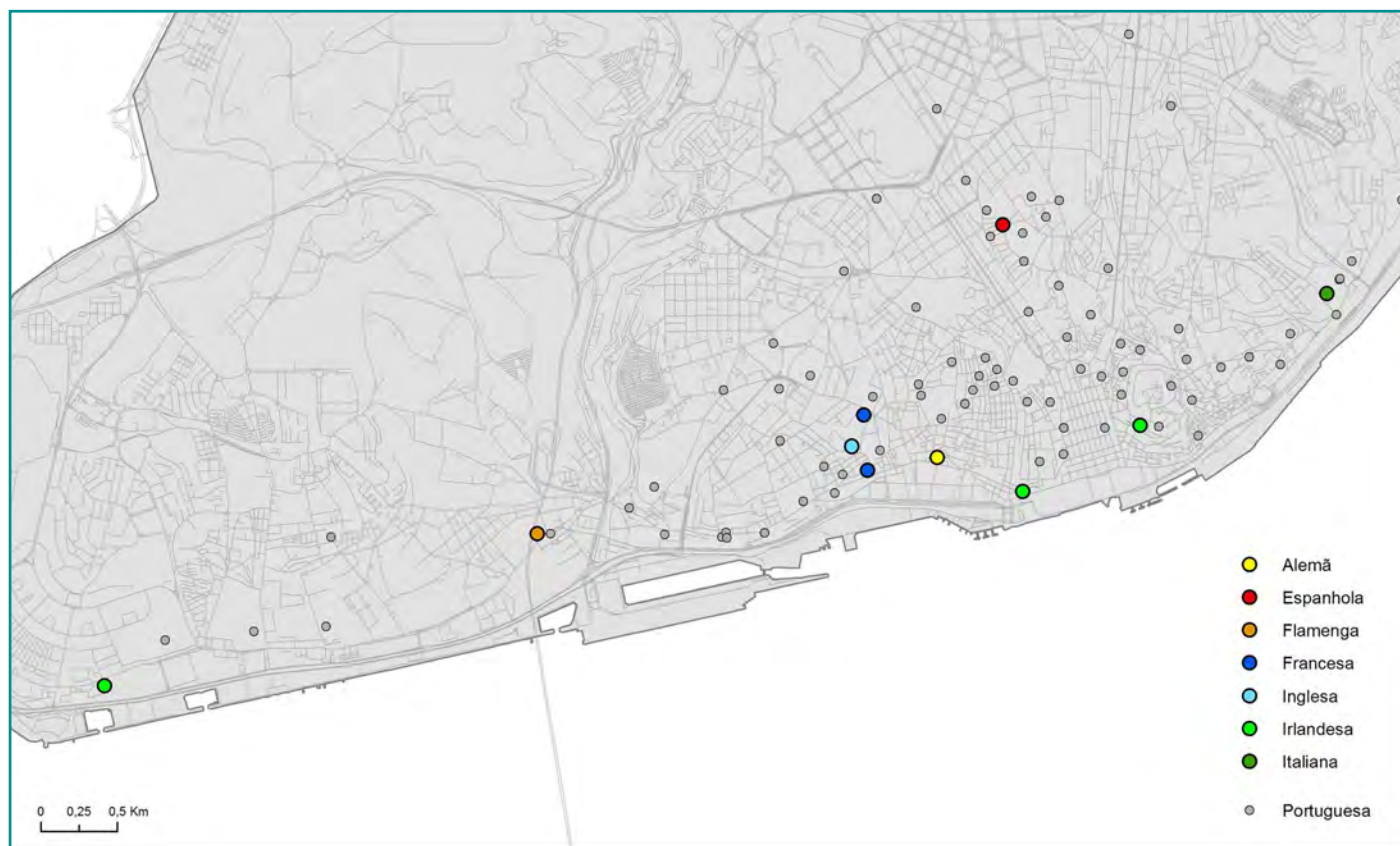 Alemã
Espanhola
Flamenga
Francesa
Inglesa
Irlandesa
Italiana
Portuguesa
0 0,25 0,5 Km